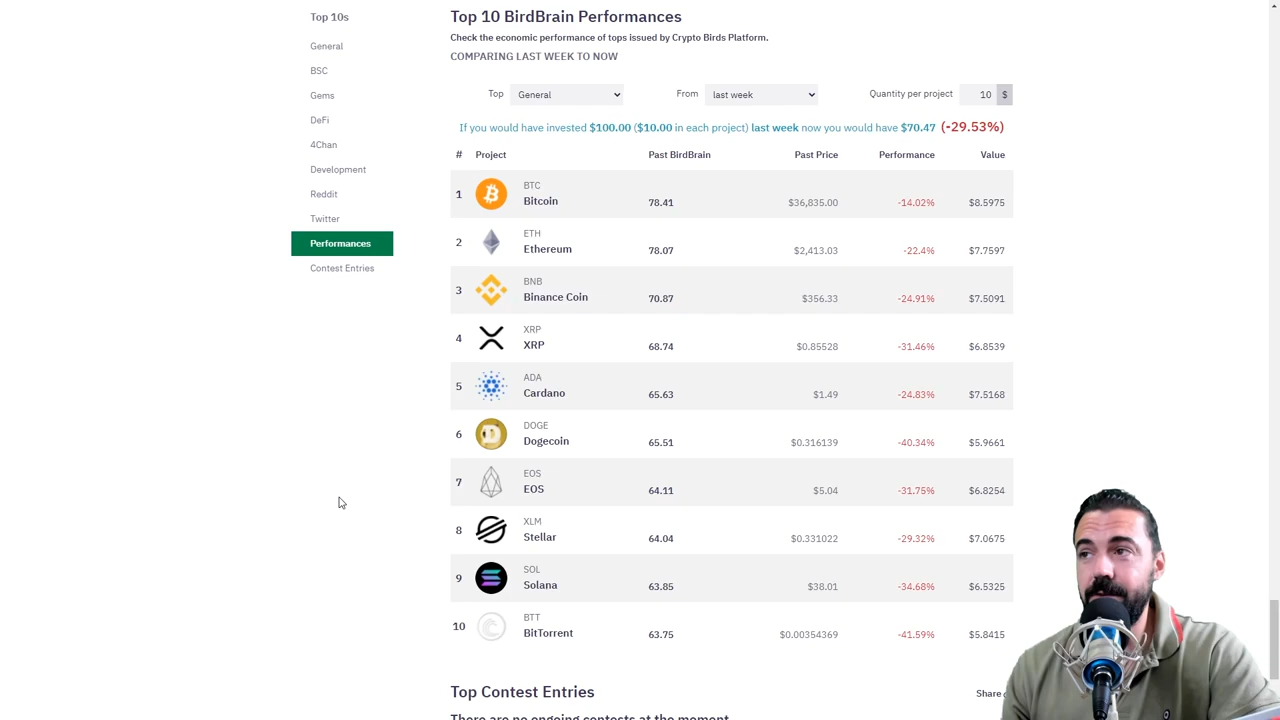 Top 10s
General
BSC
Gems
DeFi
4Chan
Development
Reddit
Twitter
Performances
Contest Entries
Top 10 BirdBrain Performances
Check the economic performance of tops issued by Crypto Birds Platform.
COMPARING LAST WEEK TO NOW
Top General From last week Quantity per project 10 $
If you would have invested $100.00 ($10.00 in each project) last week now you would have $70.47 (-29.53%)
# Project Past BirdBrain Past Price Performance Value
BTC
1 Bitcoin 78.41 $36,835.00 -14.02% $8.5975
ETH
2 Ethereum 78.07 $2,413.03 -22.4% $7.7597
BNB
3 Binance Coin 70.87 $356.33 -24.91% $7.5091
XRP
4 XRP 68.74 $0.85528 -31.46% $6.8539
ADA
5 Cardano 65.63 $1.49 -24.83% $7.5168
DOGE
6 Dogecoin 65.51 $0.316139 -40.34% $5.9661
EOS
7 EOS 64.11 $5.04 -31.75% $6.8254
XLM
8 Stellar 64.04 $0.331022 -29.32% $7.0675
SOL
9 Solana 63.85 $38.01 -34.68% $6.5325
BTT
10 BitTorrent 63.75 $0.00354369 -41.59% $5.8415
Top Contest Entries Share
There are no ongoing contests at the moment